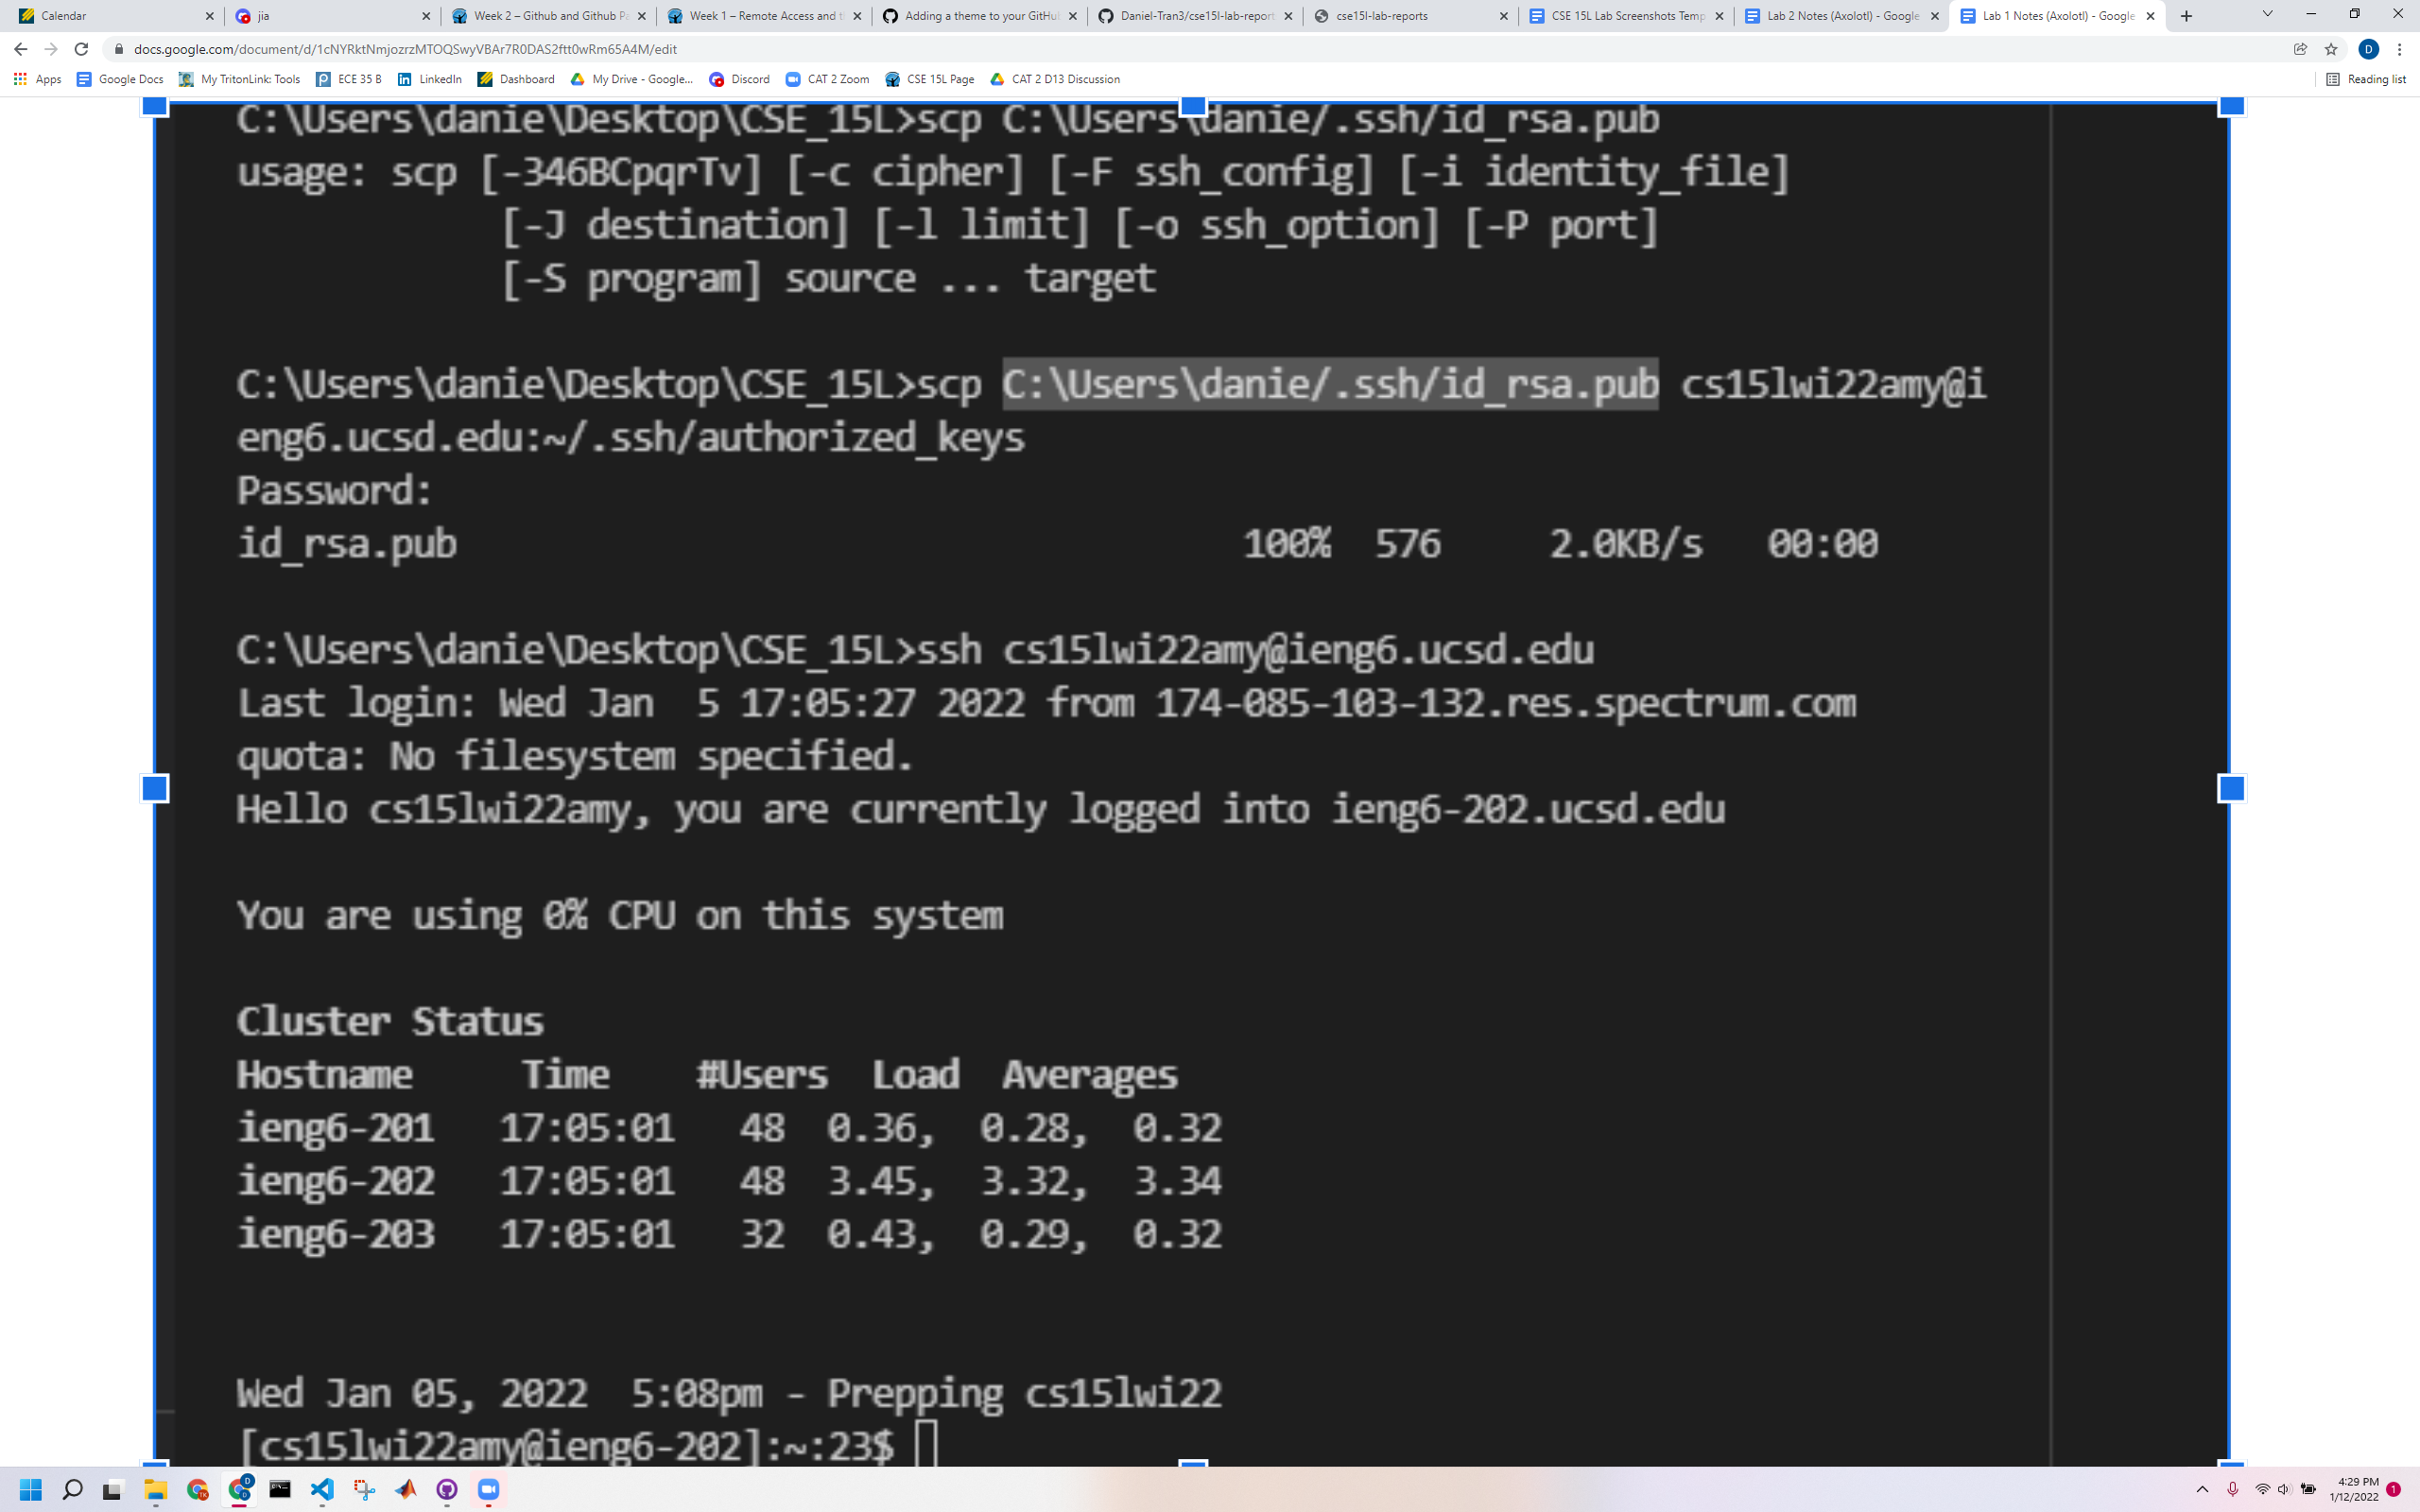 Calendar
jia
Week 2 – Github and Github Pa
Week 1 – Remote Access and t
Adding a theme to your GitHu
Daniel-Tran3/cse15l-lab-report
cse15l-lab-reports
CSE 15L Lab Screenshots Temp
Lab 2 Notes (Axolotl) - Google
Lab 1 Notes (Axolotl) - Google
docs.google.com/document/d/1cNYRktNmjozrzMTOQSwyVBAr7R0DAS2ftt0wRm65A4M/edit
D
Apps
Google Docs
My TritonLink: Tools
ECE 35 B
LinkedIn
Dashboard
My Drive - Google...
Discord
CAT 2 Zoom
CSE 15L Page
CAT 2 D13 Discussion
Reading list
C:\Users\danie\Desktop\CSE_15L>scp C:\Users\danie/.ssh/id_rsa.pub
usage: scp [-346BCpqrTv] [-c cipher] [-F ssh_config] [-i identity_file]
[-J destination] [-l limit] [-o ssh_option] [-P port]
[-S program] source ... target
C:\Users\danie\Desktop\CSE_15L>scp C:\Users\danie/.ssh/id_rsa.pub cs15lwi22amy@i
eng6.ucsd.edu:~/.ssh/authorized_keys
Password:
id_rsa.pub 100% 576 2.0KB/s 00:00
C:\Users\danie\Desktop\CSE_15L>ssh cs15lwi22amy@ieng6.ucsd.edu
Last login: Wed Jan  5 17:05:27 2022 from 174-085-103-132.res.spectrum.com
quota: No filesystem specified.
Hello cs15lwi22amy, you are currently logged into ieng6-202.ucsd.edu
You are using 0% CPU on this system
Cluster Status
Hostname Time #Users Load Averages
ieng6-201 17:05:01 48 0.36, 0.28, 0.32
ieng6-202 17:05:01 48 3.45, 3.32, 3.34
ieng6-203 17:05:01 32 0.43, 0.29, 0.32
Wed Jan 05, 2022  5:08pm - Prepping cs15lwi22
[cs15lwi22amy@ieng6-202]:~:23$
4:29 PM
1/12/2022
1